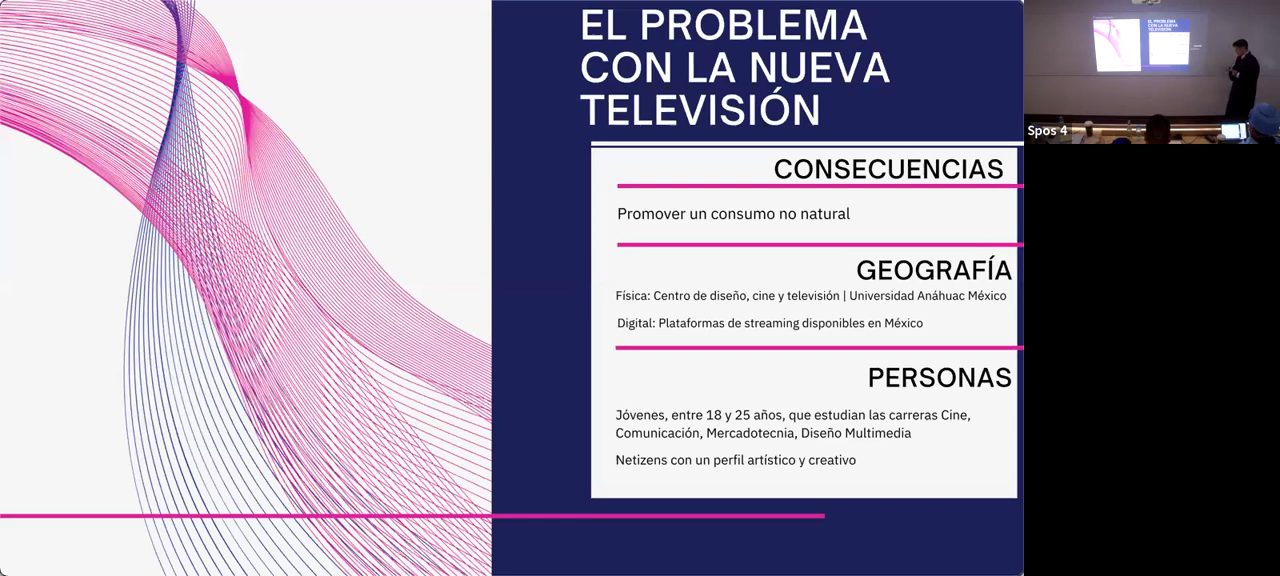 EL PROBLEMA
CON LA NUEVA
TELEVISIÓN
CONSECUENCIAS
Promover un consumo no natural
GEOGRAFÍA
Física: Centro de diseño, cine y televisión | Universidad Anáhuac México
Digital: Plataformas de streaming disponibles en México
PERSONAS
Jóvenes, entre 18 y 25 años, que estudian las carreras Cine,
Comunicación, Mercadotecnia, Diseño Multimedia
Netizens con un perfil artístico y creativo
Spos 4